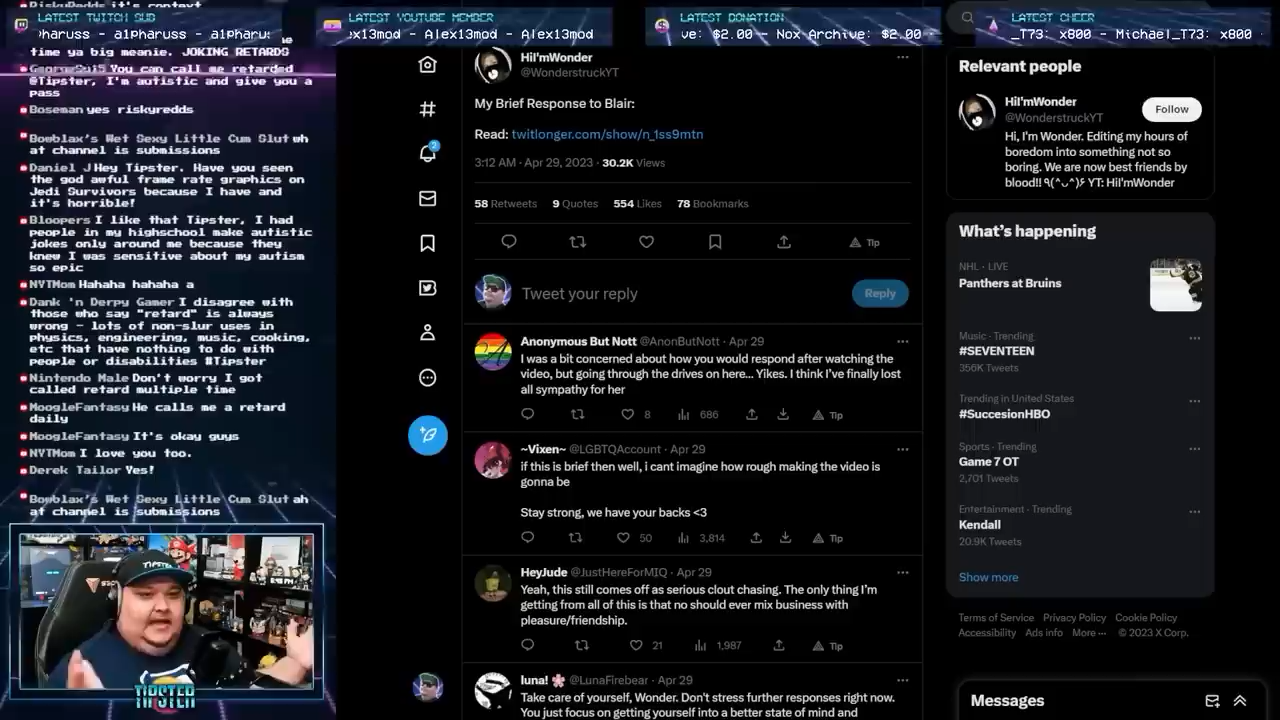 LATEST TWITCH SUB
pharuss - a1pharuss - a1pharu
LATEST YOUTUBE MEMBER
ex13mod - Alex13mod - Alex13mod
LATEST DONATION
ve: $2.00 - Nox Archive: $2.00 -
LATEST CHEER
_T73: x800 - Michael_T73: x800
RiskyRedds it's context
time ya big meanie. JOKING RETARDS
GeorgeSui5 You can call me retarded
@Tipster, I'm autistic and give you a
pass
Boseman yes riskyredds
Bowblax's Wet Sexy Little Cum Slut wh
at channel is submissions
Daniel J Hey Tipster. Have you seen
the god awful frame rate graphics on
Jedi Survivors because I have and
it's horrible!
Bloopers I like that Tipster, I had
people in my highschool make autistic
jokes only around me because they
knew I was sensitive about my autism
so epic
NYTMom Hahaha hahaha a
Dank 'n Derpy Gamer I disagree with
those who say "retard" is always
wrong - lots of non-slur uses in
physics, engineering, music, cooking,
etc that have nothing to do with
people or disabilities #Tipster
Nintendo Male Don't worry I got
called retard multiple time
MoogleFantasy He calls me a retard
daily
MoogleFantasy It's okay guys
NYTMom I love you too.
Derek Tailor Yes!
Bowblax's Wet Sexy Little Cum Slut ah
at channel is submissions
TIPSTER
TIPSTER
2
HiI'mWonder
@WonderstruckYT
My Brief Response to Blair:
Read: twitlonger.com/show/n_1ss9mtn
3:12 AM · Apr 29, 2023 · 30.2K Views
58 Retweets 9 Quotes 554 Likes 78 Bookmarks
Tip
Tweet your reply
Reply
Anonymous But Nott @AnonButNott · Apr 29
I was a bit concerned about how you would respond after watching the
video, but going through the drives on here... Yikes. I think I've finally lost
all sympathy for her
8 686 Tip
~Vixen~ @LGBTQAccount · Apr 29
if this is brief then well, i cant imagine how rough making the video is
gonna be
Stay strong, we have your backs <3
50 3,814 Tip
HeyJude @JustHereForMIQ · Apr 29
Yeah, this still comes off as serious clout chasing. The only thing I'm
getting from all of this is that no should ever mix business with
pleasure/friendship.
21 1,987 Tip
luna! 🌸 @LunaFirebear · Apr 29
Take care of yourself, Wonder. Don't stress further responses right now.
You just focus on getting yourself into a better state of mind and
Relevant people
HiI'mWonder
@WonderstruckYT
Follow
Hi, I'm Wonder. Editing my hours of
boredom into something not so
boring. We are now best friends by
blood!! ٩(^ᴗ^)۶ YT: HiI'mWonder
What's happening
NHL · LIVE
Panthers at Bruins
Music · Trending
#SEVENTEEN
356K Tweets
Trending in United States
#SuccesionHBO
Sports · Trending
Game 7 OT
2,701 Tweets
Entertainment · Trending
Kendall
20.9K Tweets
Show more
Terms of Service Privacy Policy Cookie Policy
Accessibility Ads info More ··· © 2023 X Corp.
Messages